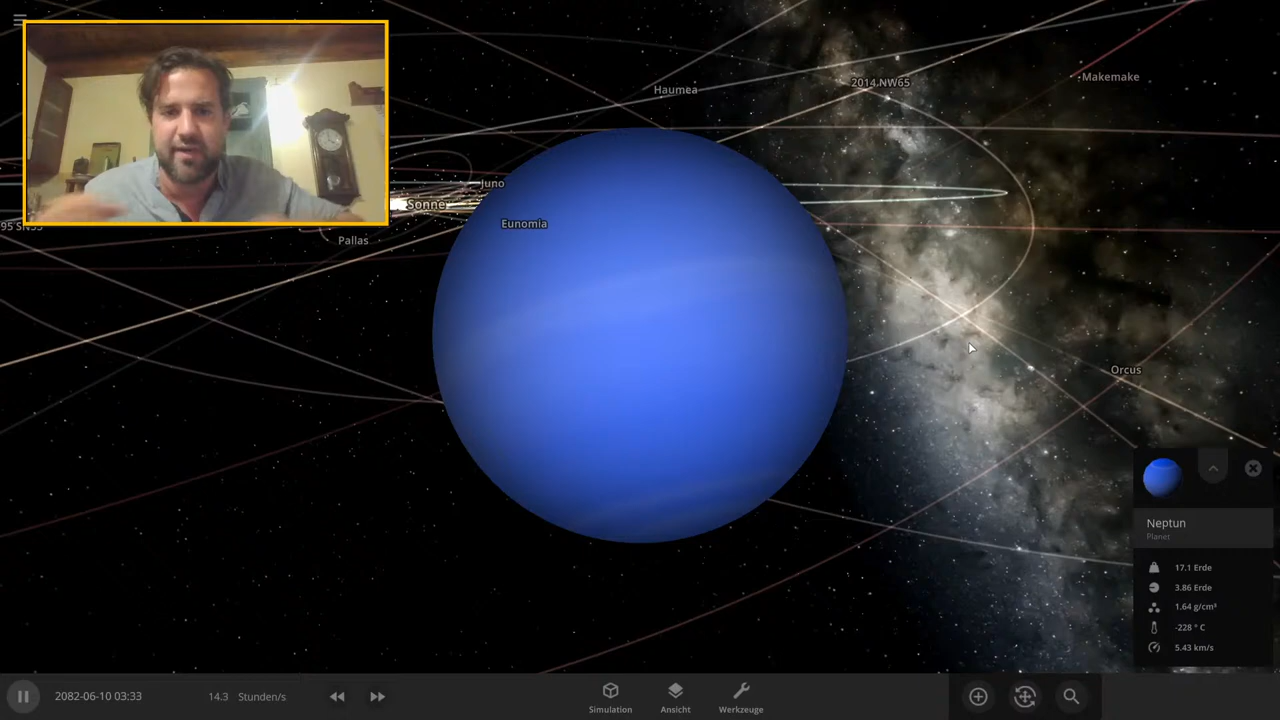 Haumea
2014 NW65
Makemake
Juno
Sonne
Eunomia
Pallas
Orcus
Neptun
Planet
17.1 Erde
3.86 Erde
1.64 g/cm³
-228 ° C
5.43 km/s
2082-06-10 03:33
14.3 Stunden/s
Simulation
Ansicht
Werkzeuge